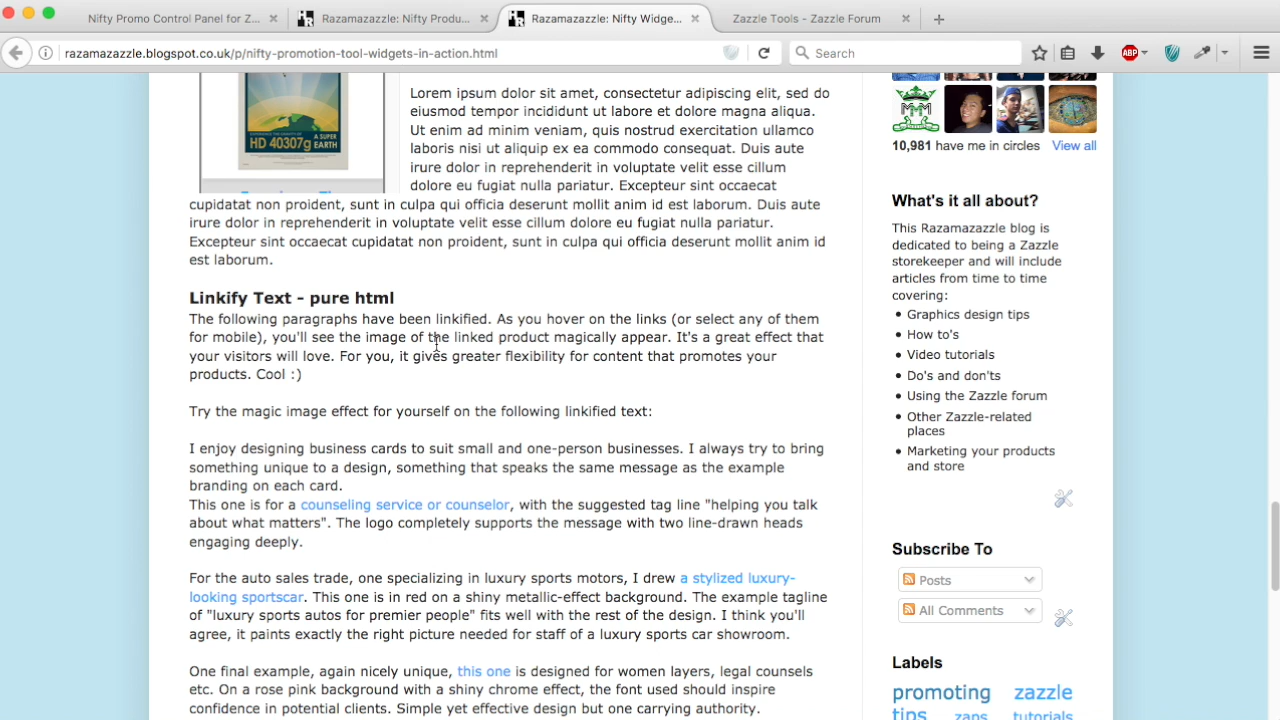 Nifty Promo Control Panel for Z...
Razamazazzle: Nifty Produ...
Razamazazzle: Nifty Widge...
Zazzle Tools - Zazzle Forum
razamazazzle.blogspot.co.uk/p/nifty-promotion-tool-widgets-in-action.html
Search
ABP
HD 40307g
A SUPER
EARTH
Lorem ipsum dolor sit amet, consectetur adipiscing elit, sed do
eiusmod tempor incididunt ut labore et dolore magna aliqua.
Ut enim ad minim veniam, quis nostrud exercitation ullamco
laboris nisi ut aliquip ex ea commodo consequat. Duis aute
irure dolor in reprehenderit in voluptate velit esse cillum
dolore eu fugiat nulla pariatur. Excepteur sint occaecat
cupidatat non proident, sunt in culpa qui officia deserunt mollit anim id est laborum. Duis aute
irure dolor in reprehenderit in voluptate velit esse cillum dolore eu fugiat nulla pariatur.
Excepteur sint occaecat cupidatat non proident, sunt in culpa qui officia deserunt mollit anim id
est laborum.
Linkify Text - pure html
The following paragraphs have been linkified. As you hover on the links (or select any of them
for mobile), you'll see the image of the linked product magically appear. It's a great effect that
your visitors will love. For you, it gives greater flexibility for content that promotes your
products. Cool :)
Try the magic image effect for yourself on the following linkified text:
I enjoy designing business cards to suit small and one-person businesses. I always try to bring
something unique to a design, something that speaks the same message as the example
branding on each card.
This one is for a counseling service or counselor, with the suggested tag line "helping you talk
about what matters". The logo completely supports the message with two line-drawn heads
engaging deeply.
For the auto sales trade, one specializing in luxury sports motors, I drew a stylized luxury-
looking sportscar. This one is in red on a shiny metallic-effect background. The example tagline
of "luxury sports autos for premier people" fits well with the rest of the design. I think you'll
agree, it paints exactly the right picture needed for staff of a luxury sports car showroom.
One final example, again nicely unique, this one is designed for women layers, legal counsels
etc. On a rose pink background with a shiny chrome effect, the font used should inspire
confidence in potential clients. Simple yet effective design but one carrying authority.
10,981 have me in circles View all
What's it all about?
This Razamazazzle blog is
dedicated to being a Zazzle
storekeeper and will include
articles from time to time
covering:
• Graphics design tips
• How to's
• Video tutorials
• Do's and don'ts
• Using the Zazzle forum
• Other Zazzle-related
places
• Marketing your products
and store
Subscribe To
Posts
All Comments
Labels
promoting zazzle
tips zaps tutorials